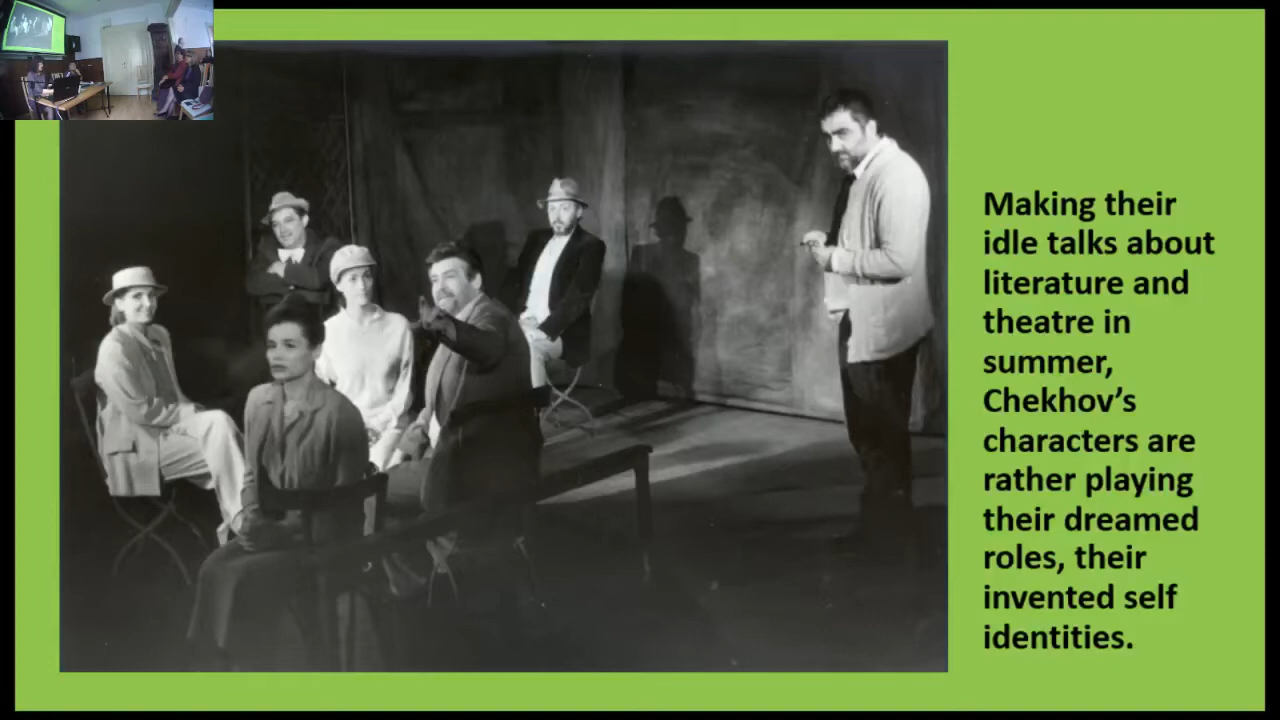 Making their
idle talks about
literature and
theatre in
summer,
Chekhov’s
characters are
rather playing
their dreamed
roles, their
invented self
identities.